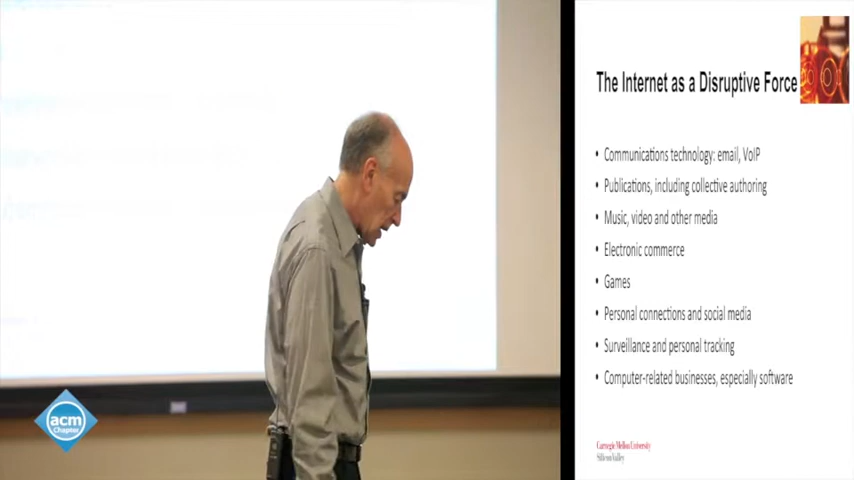 The Internet as a Disruptive Force
• Communications technology: email, VoIP
• Publications, including collective authoring
• Music, video and other media
• Electronic commerce
• Games
• Personal connections and social media
• Surveillance and personal tracking
• Computer-related businesses, especially software
Carnegie Mellon University
Silicon Valley
acm
Chapter